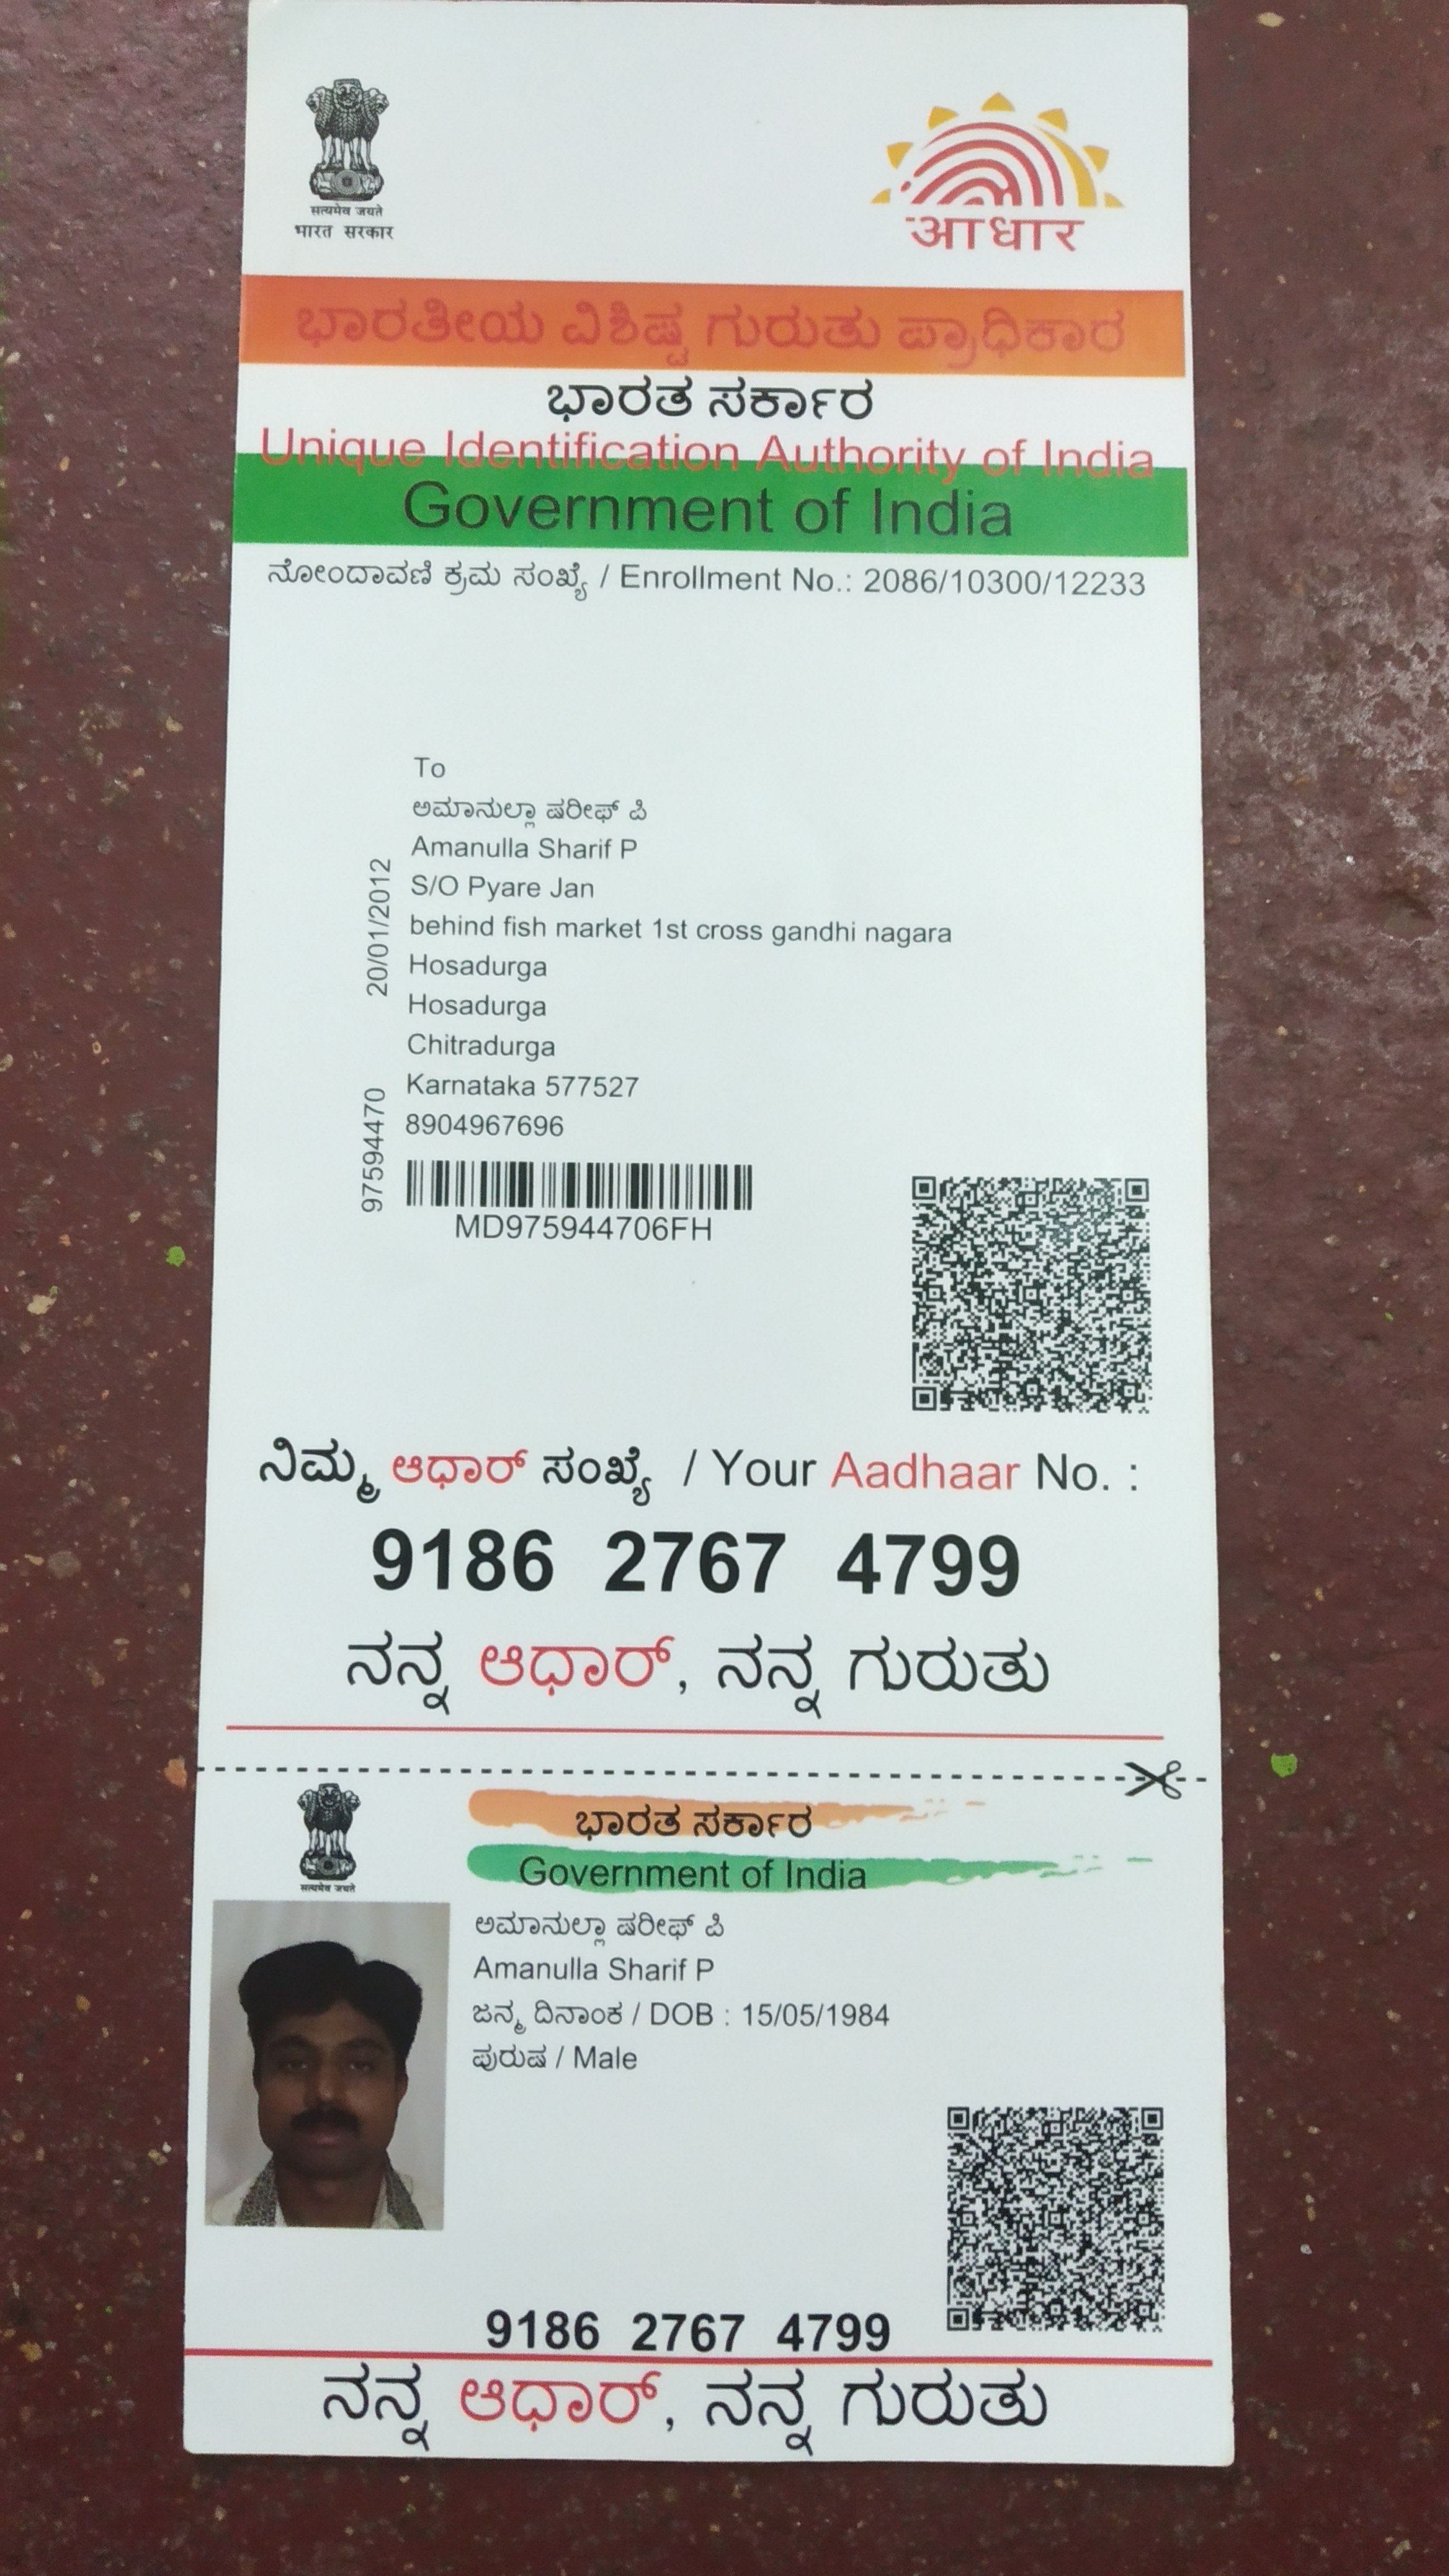 सत्यमेव जयते
भारत सरकार
आधार
ಭಾರತೀಯ ವಿಶಿಷ್ಟ ಗುರುತು ಪ್ರಾಧಿಕಾರ
ಭಾರತ ಸರ್ಕಾರ
Unique Identification Authority of India
Government of India
ನೋಂದಾವಣಿ ಕ್ರಮ ಸಂಖ್ಯೆ / Enrollment No.: 2086/10300/12233
To
ಅಮಾನುಲ್ಲಾ ಷರೀಫ್ ಪಿ
Amanulla Sharif P
S/O Pyare Jan
behind fish market 1st cross gandhi nagara
Hosadurga
Hosadurga
Chitradurga
Karnataka 577527
8904967696
20/01/2012
97594470
MD975944706FH
ನಿಮ್ಮ ಆಧಾರ್ ಸಂಖ್ಯೆ / Your Aadhaar No. :
9186 2767 4799
ನನ್ನ ಆಧಾರ್, ನನ್ನ ಗುರುತು
सत्यमेव जयते
ಭಾರತ ಸರ್ಕಾರ
Government of India
ಅಮಾನುಲ್ಲಾ ಷರೀಫ್ ಪಿ
Amanulla Sharif P
ಜನ್ಮ ದಿನಾಂಕ / DOB : 15/05/1984
ಪುರುಷ / Male
9186 2767 4799
ನನ್ನ ಆಧಾರ್, ನನ್ನ ಗುರುತು